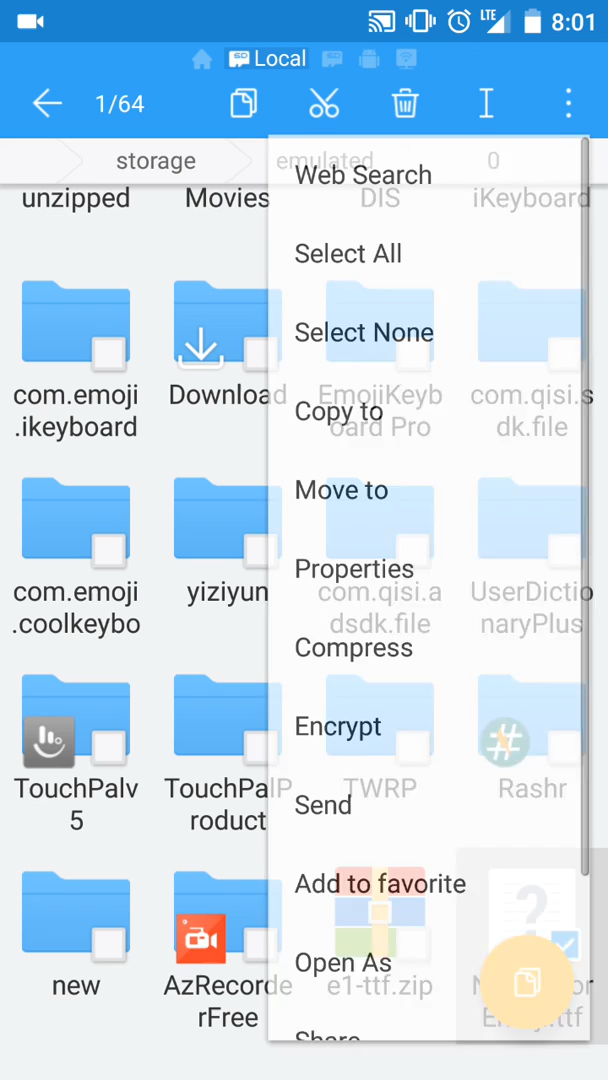 LTE 8:01
SD Local
1/64
storage emulated 0
unzipped Movies DIS iKeyboard
Web Search
Select All
Select None
Copy to
Move to
Properties
Compress
Encrypt
Send
Add to favorite
Open As
Share
com.emoji
.ikeyboard
Download
EmojiKeyb
oard Pro
com.qisi.s
dk.file
com.emoji
.coolkeybo
yiziyun
com.qisi.a
dsdk.file
UserDictio
naryPlus
TouchPalv
5
TouchPalP
roduct
TWRP
Rashr
new
AzRecorde
rFree
e1-ttf.zip
.ttf